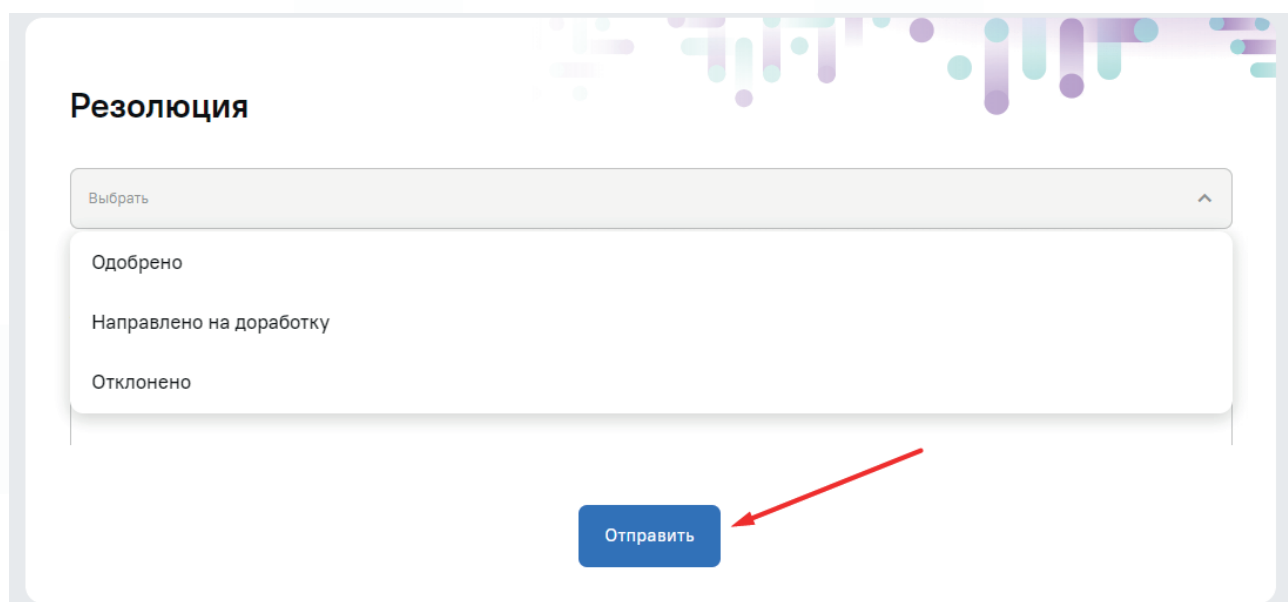 Резолюция
Выбрать
Одобрено
Направлено на доработку
Отклонено
Отправить